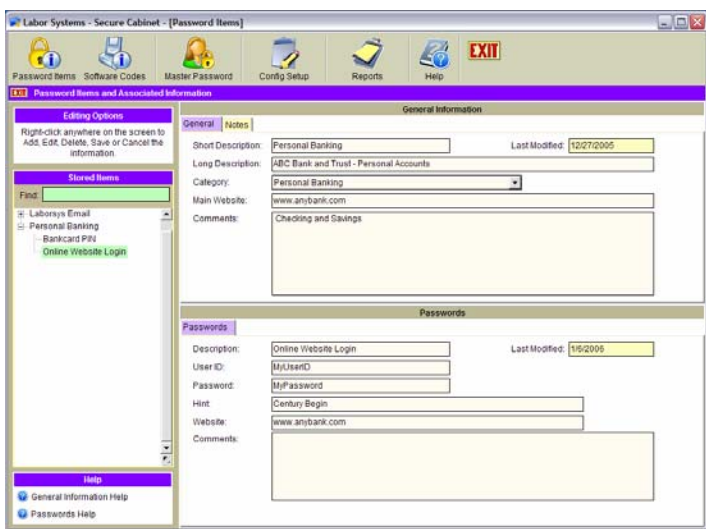 Labor Systems - Secure Cabinet - [Password Items]
Password Items Software Codes Master Password Config Setup Reports Help EXIT
EXIT Password Items and Associated Information
Editing Options
Right-click anywhere on the screen to
Add, Edit, Delete, Save or Cancel the
information.
Stored Items
Find:
Laborsys Email
Personal Banking
Bankcard PIN
Online Website Login
Help
General Information Help
Passwords Help
General Information
General Notes
Short Description: Personal Banking Last Modified: 12/27/2005
Long Description: ABC Bank and Trust - Personal Accounts
Category: Personal Banking
Main Website: www.anybank.com
Comments: Checking and Savings
Passwords
Passwords
Description: Online Website Login Last Modified: 1/6/2006
User ID: MyUserID
Password: MyPassword
Hint: Century Begin
Website: www.anybank.com
Comments: